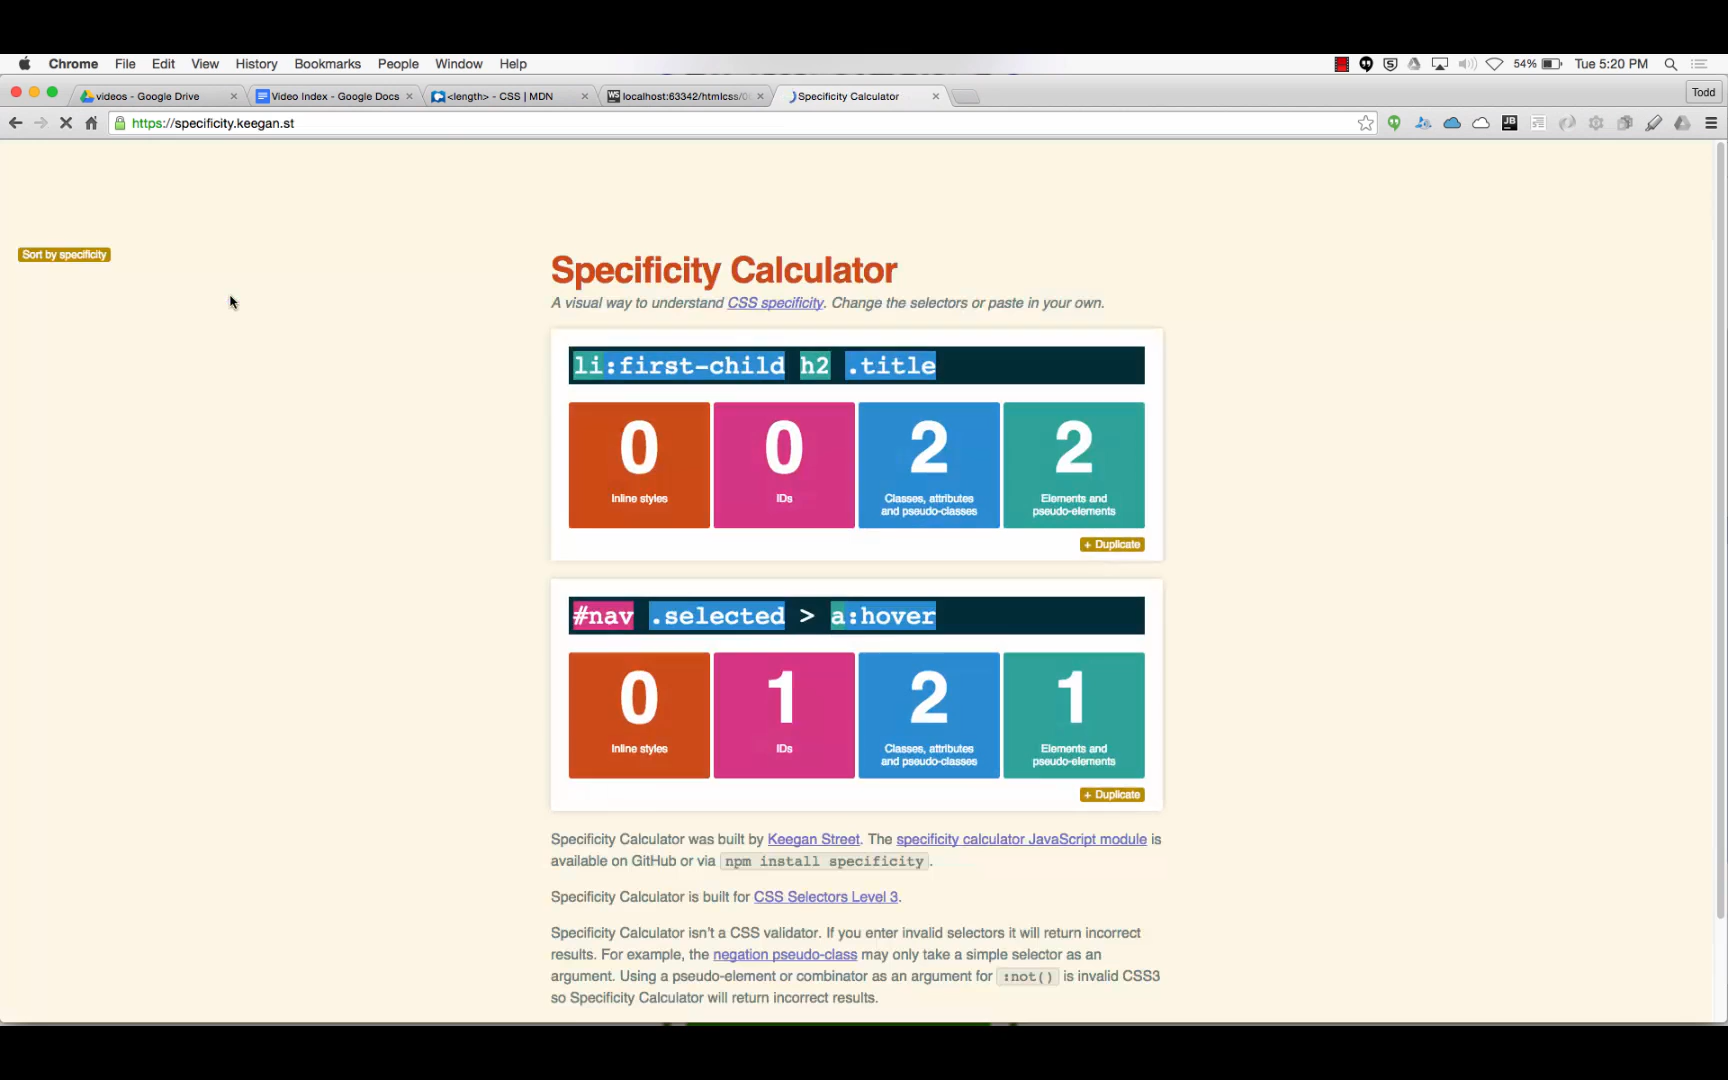 Chrome File Edit View History Bookmarks People Window Help 54% Tue 5:20 PM
videos - Google Drive Video Index - Google Docs <length> - CSS | MDN localhost:63342/htmlcss/0 Specificity Calculator Todd
https://specificity.keegan.st
Sort by specificity
Specificity Calculator
A visual way to understand CSS specificity. Change the selectors or paste in your own.
li:first-child h2 .title
0 0 2 2
Inline styles IDs Classes, attributes and pseudo-classes Elements and pseudo-elements
+ Duplicate
#nav .selected > a:hover
0 1 2 1
Inline styles IDs Classes, attributes and pseudo-classes Elements and pseudo-elements
+ Duplicate
Specificity Calculator was built by Keegan Street. The specificity calculator JavaScript module is
available on GitHub or via npm install specificity.
Specificity Calculator is built for CSS Selectors Level 3.
Specificity Calculator isn't a CSS validator. If you enter invalid selectors it will return incorrect
results. For example, the negation pseudo-class may only take a simple selector as an
argument. Using a pseudo-element or combinator as an argument for :not() is invalid CSS3
so Specificity Calculator will return incorrect results.